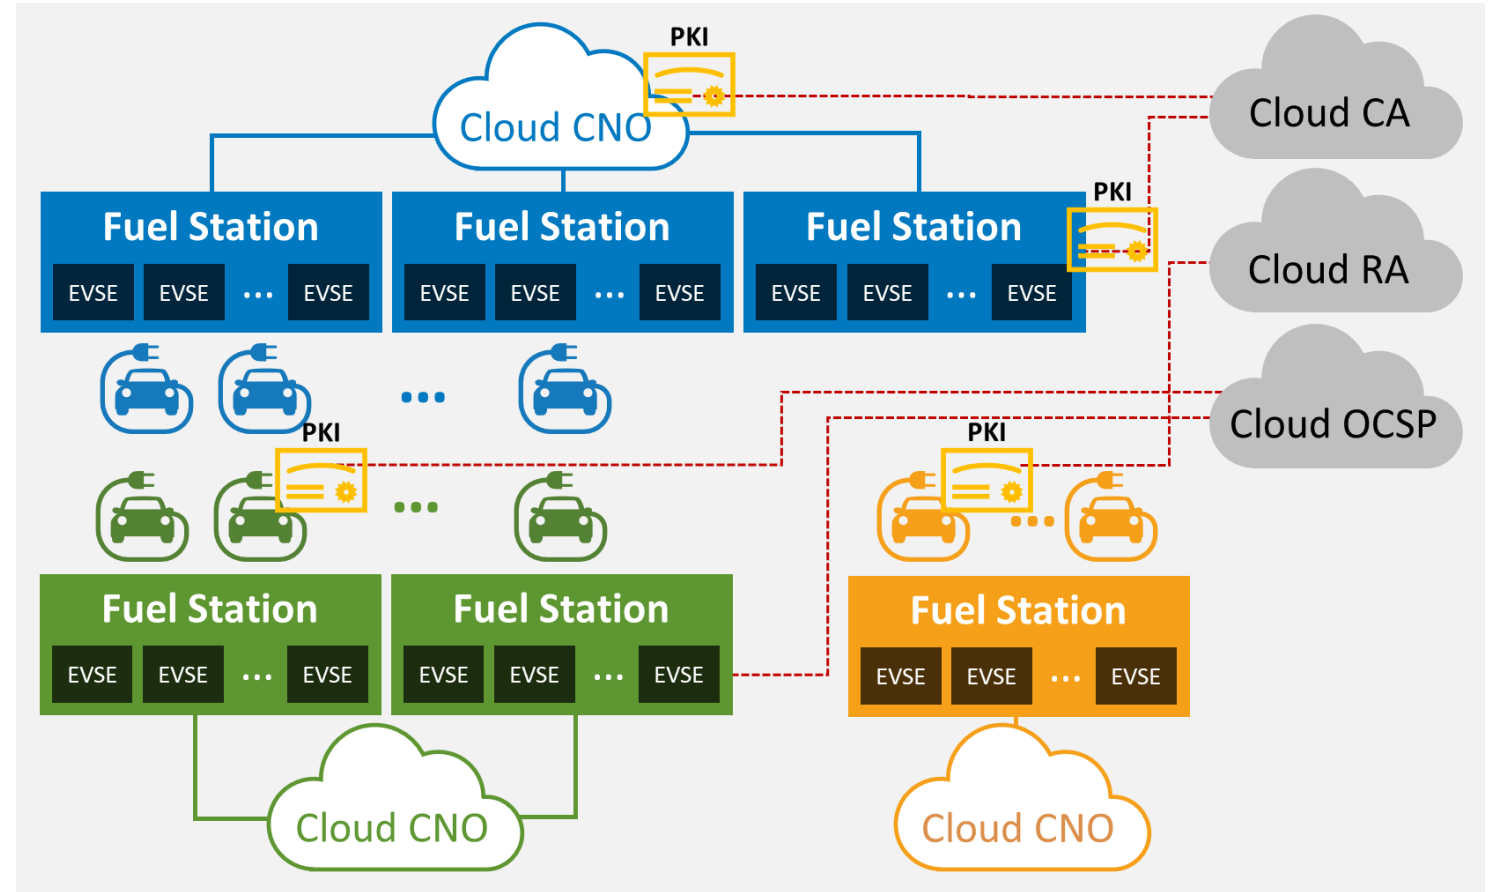 PKI
Cloud CNO
Cloud CA
PKI
Fuel Station
Fuel Station
Fuel Station
EVSE EVSE ... EVSE
EVSE EVSE ... EVSE
EVSE EVSE ... EVSE
Cloud RA
Cloud OCSP
...
PKI
PKI
...
...
Fuel Station
Fuel Station
Fuel Station
EVSE EVSE ... EVSE
EVSE EVSE ... EVSE
EVSE EVSE ... EVSE
Cloud CNO
Cloud CNO